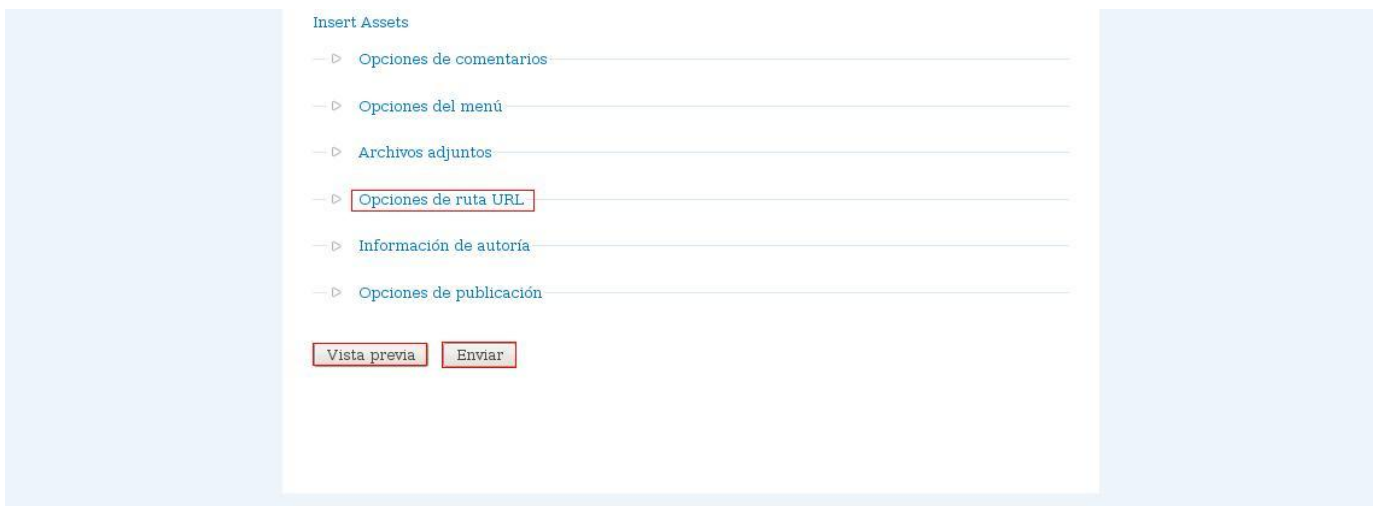 Insert Assets
Opciones de comentarios
Opciones del menú
Archivos adjuntos
Opciones de ruta URL
Información de autoría
Opciones de publicación
Vista previa Enviar